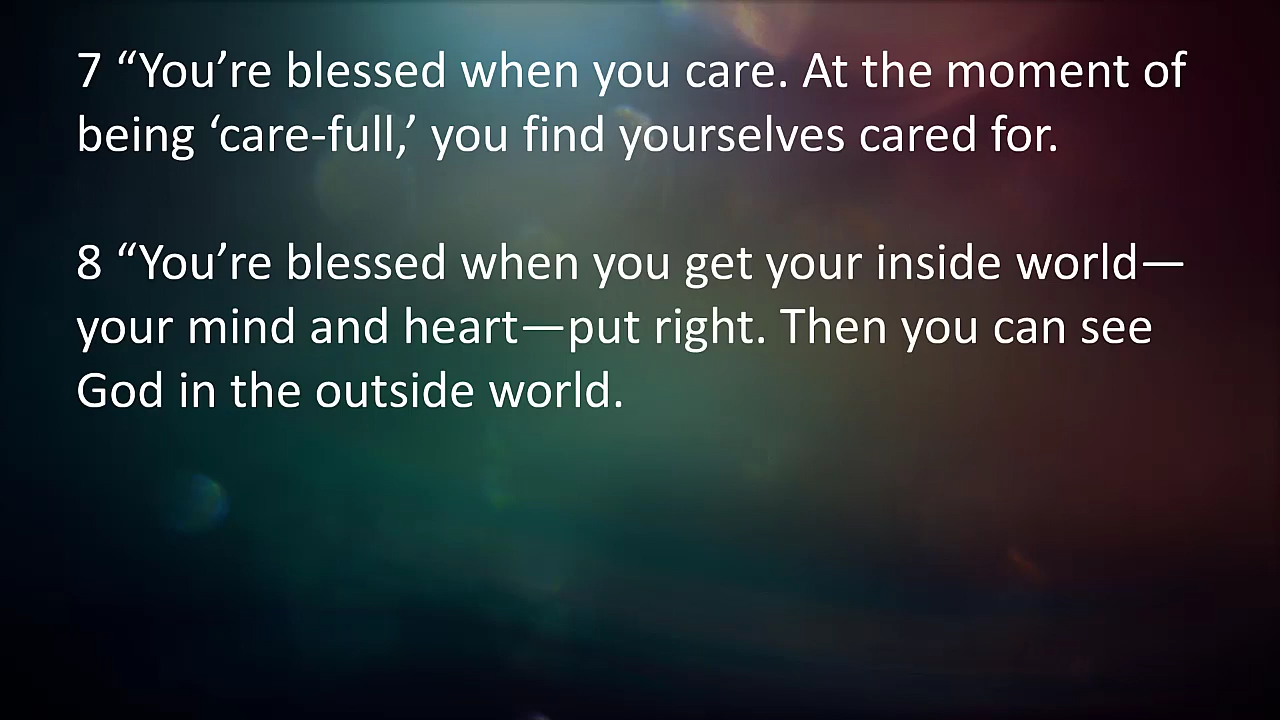 7 “You’re blessed when you care. At the moment of
being ‘care-full,’ you find yourselves cared for.
8 “You’re blessed when you get your inside world—
your mind and heart—put right. Then you can see
God in the outside world.